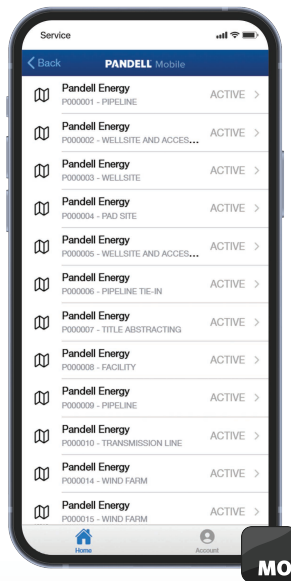 Service
Back
PANDELL Mobile
Pandell Energy
P000001 - PIPELINE
ACTIVE
Pandell Energy
P000002 - WELLSITE AND ACCES...
ACTIVE
Pandell Energy
P000003 - WELLSITE
ACTIVE
Pandell Energy
P000004 - PAD SITE
ACTIVE
Pandell Energy
P000005 - WELLSITE AND ACCES...
ACTIVE
Pandell Energy
P000006 - PIPELINE TIE-IN
ACTIVE
Pandell Energy
P000007 - TITLE ABSTRACTING
ACTIVE
Pandell Energy
P000008 - FACILITY
ACTIVE
Pandell Energy
P000009 - PIPELINE
ACTIVE
Pandell Energy
P000010 - TRANSMISSION LINE
ACTIVE
Pandell Energy
P000014 - WIND FARM
ACTIVE
Pandell Energy
P000015 - WIND FARM
ACTIVE
Home
Account
MO